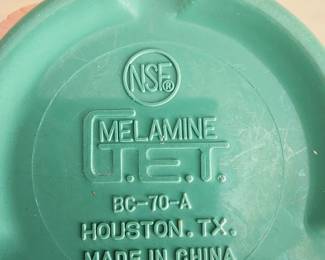 NSF®
MELAMINE
G.E.T.
BC-70-A
HOUSTON. TX.
MADE IN CHINA